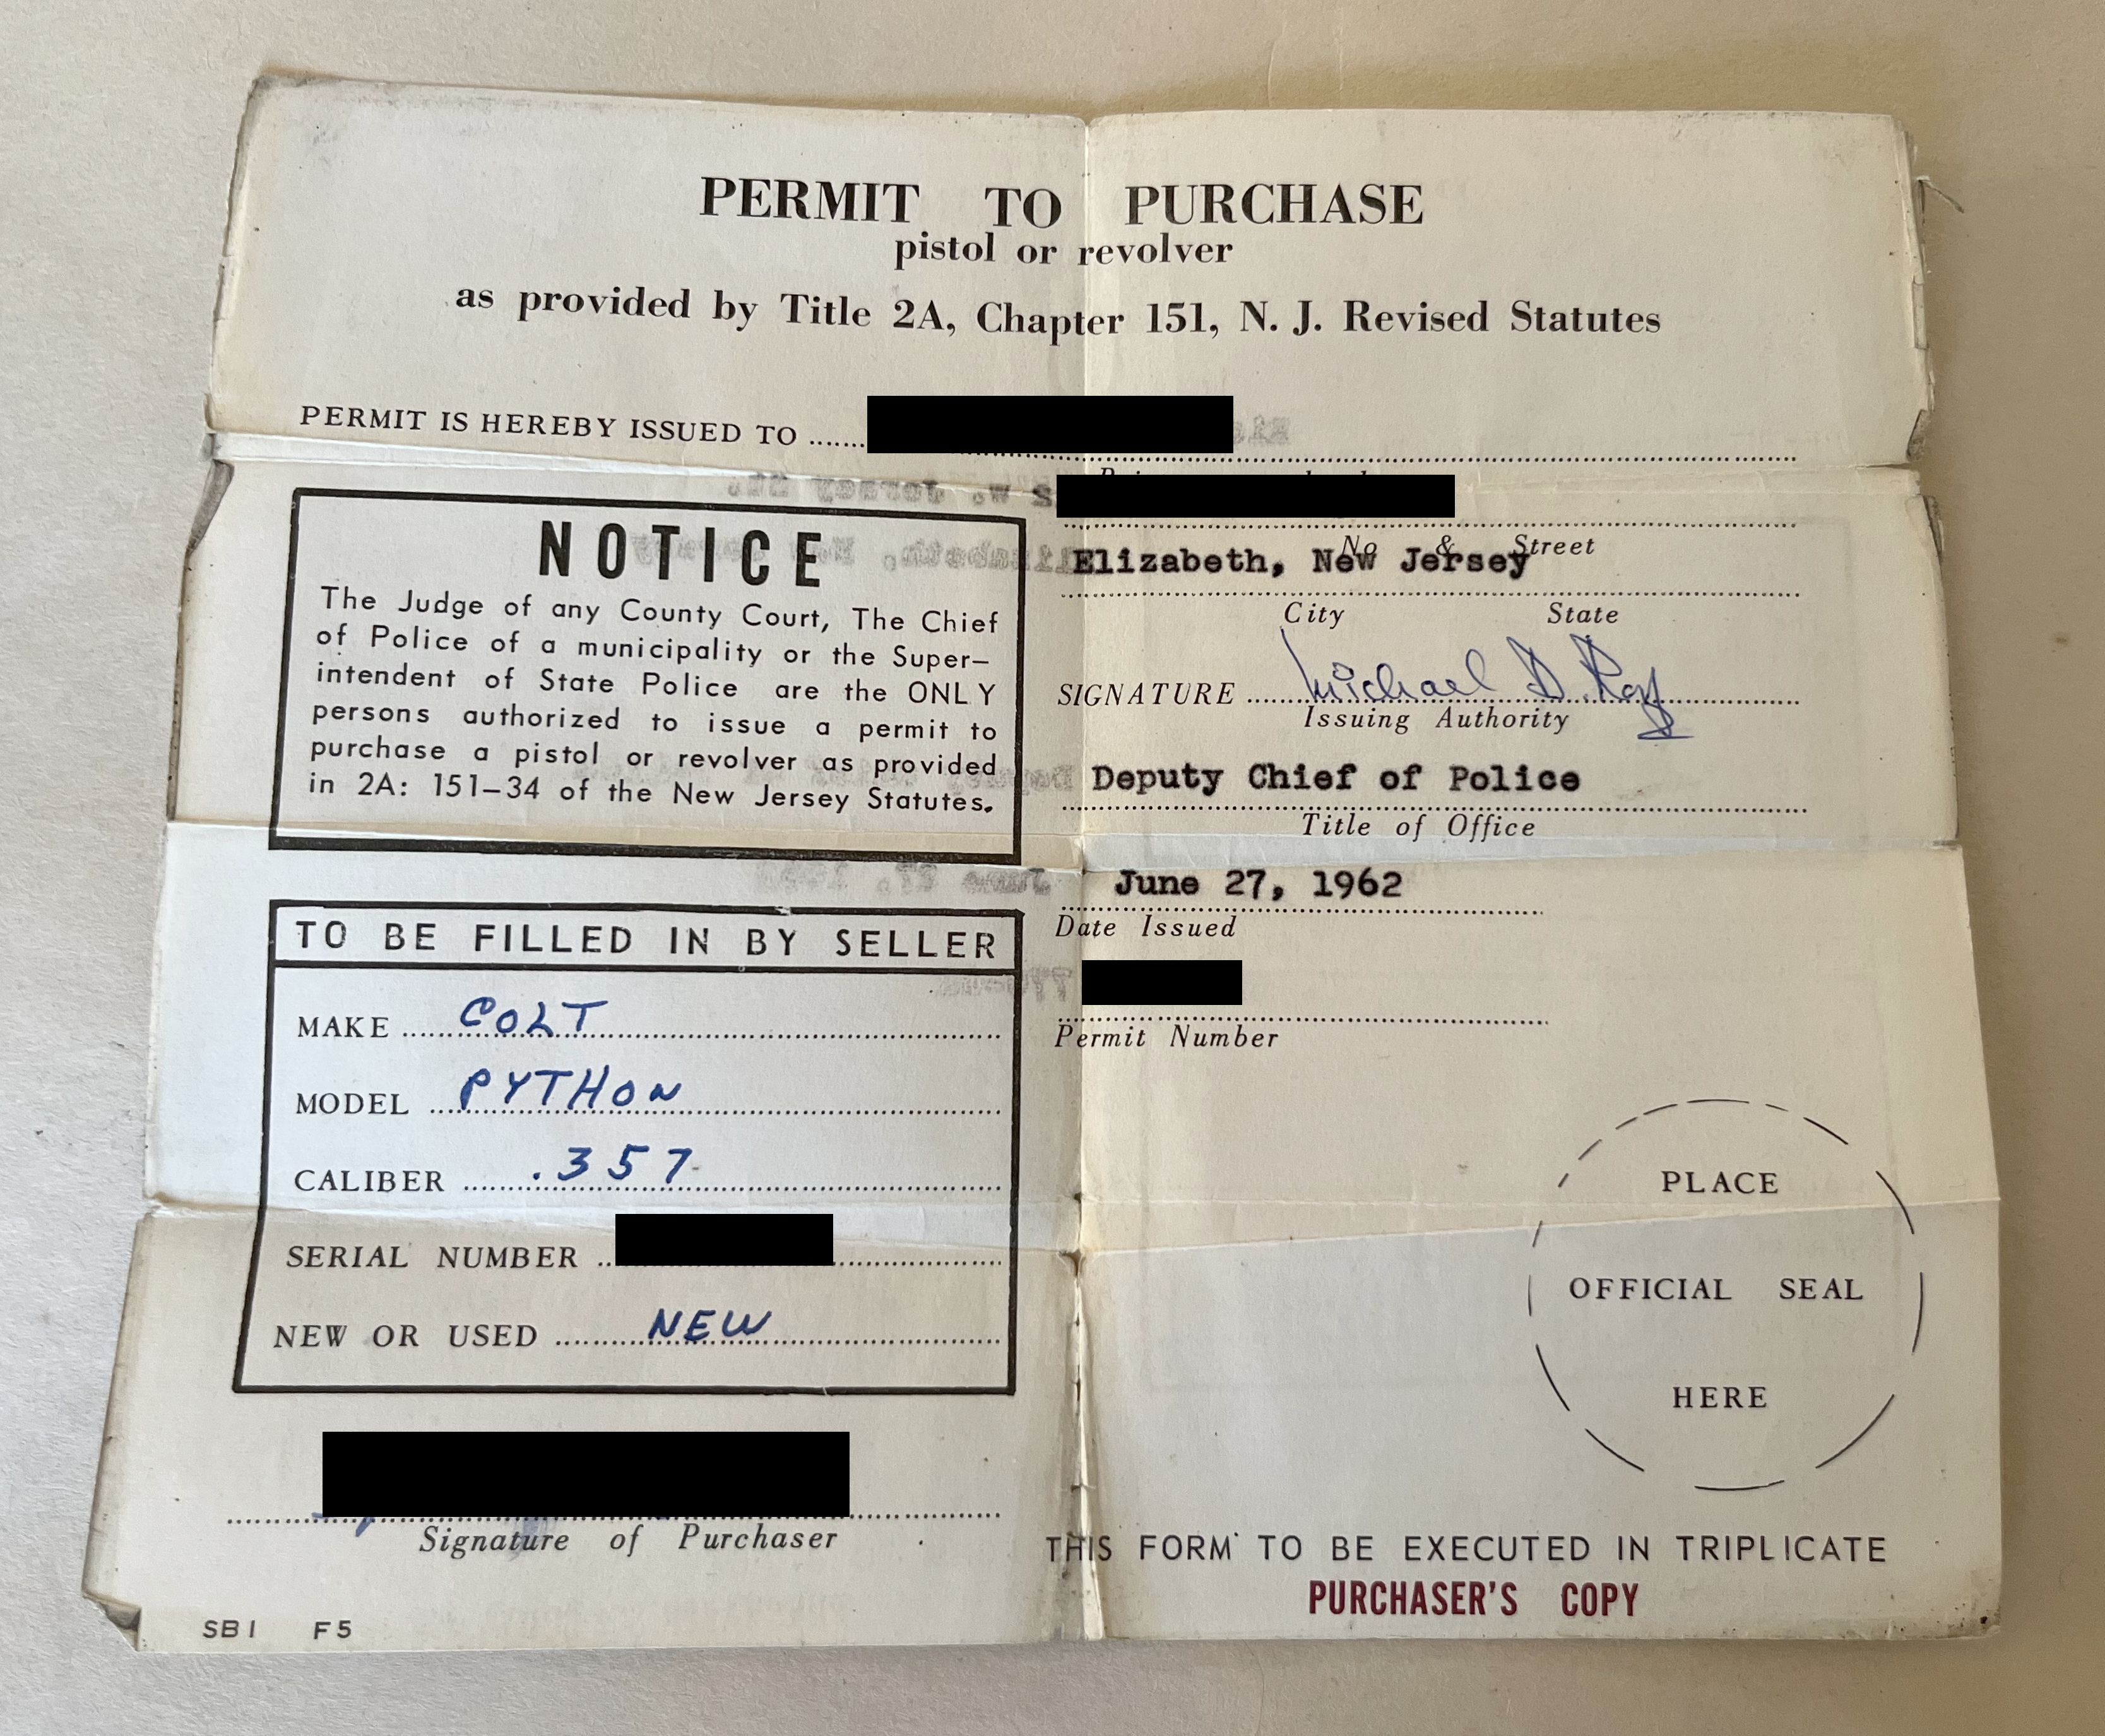 PERMIT TO PURCHASE
pistol or revolver
as provided by Title 2A, Chapter 151, N. J. Revised Statutes
PERMIT IS HEREBY ISSUED TO
NOTICE
The Judge of any County Court, The Chief
of Police of a municipality or the Super-
intendent of State Police are the ONLY
persons authorized to issue a permit to
purchase a pistol or revolver as provided
in 2A: 151-34 of the New Jersey Statutes.
No & Street
Elizabeth, New Jersey
City State
SIGNATURE Michael D. Roy
Issuing Authority
Deputy Chief of Police
Title of Office
June 27, 1962
Date Issued
Permit Number
TO BE FILLED IN BY SELLER
MAKE COLT
MODEL PYTHON
CALIBER .357
SERIAL NUMBER
NEW OR USED NEW
Signature of Purchaser
PLACE
OFFICIAL SEAL
HERE
THIS FORM TO BE EXECUTED IN TRIPLICATE
PURCHASER'S COPY
SB1 F5